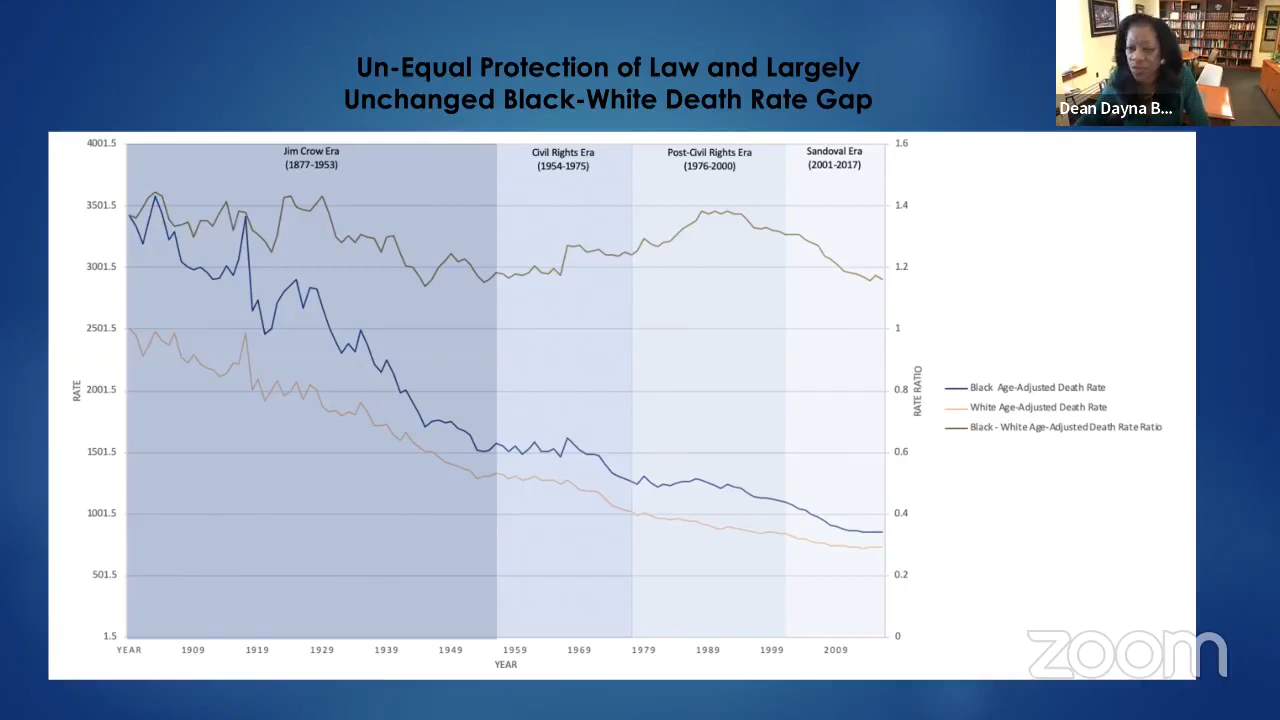 Un-Equal Protection of Law and Largely
Unchanged Black-White Death Rate Gap
Dean Dayna B...
Jim Crow Era
(1877-1953)
Civil Rights Era
(1954-1975)
Post-Civil Rights Era
(1976-2000)
Sandoval Era
(2001-2017)
4001.5
3501.5
3001.5
2501.5
2001.5
1501.5
1001.5
501.5
1.5
RATE
1.6
1.4
1.2
1
0.8
0.6
0.4
0.2
0
RATE RATIO
Black Age-Adjusted Death Rate
White Age-Adjusted Death Rate
Black - White Age-Adjusted Death Rate Ratio
YEAR 1909 1919 1929 1939 1949 1959 1969 1979 1989 1999 2009
YEAR
zoom